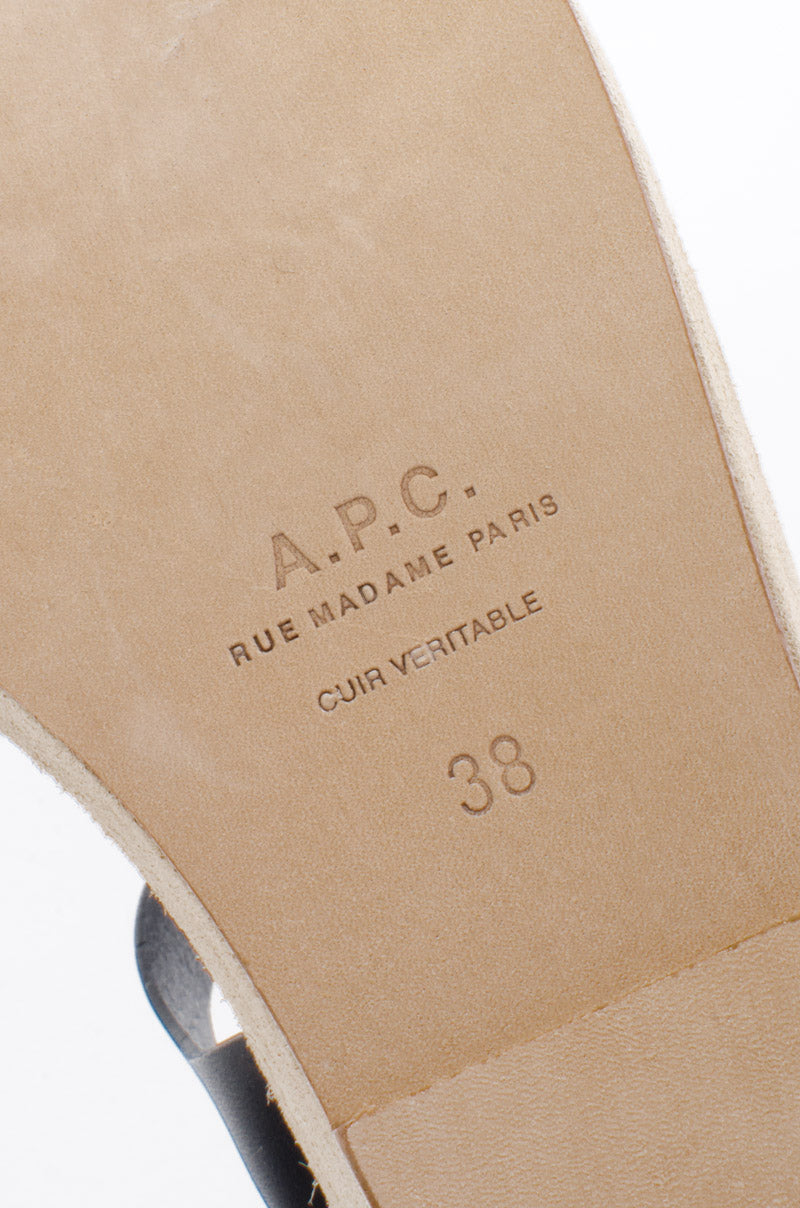 A.P.C.
RUE MADAME PARIS
CUIR VERITABLE
38